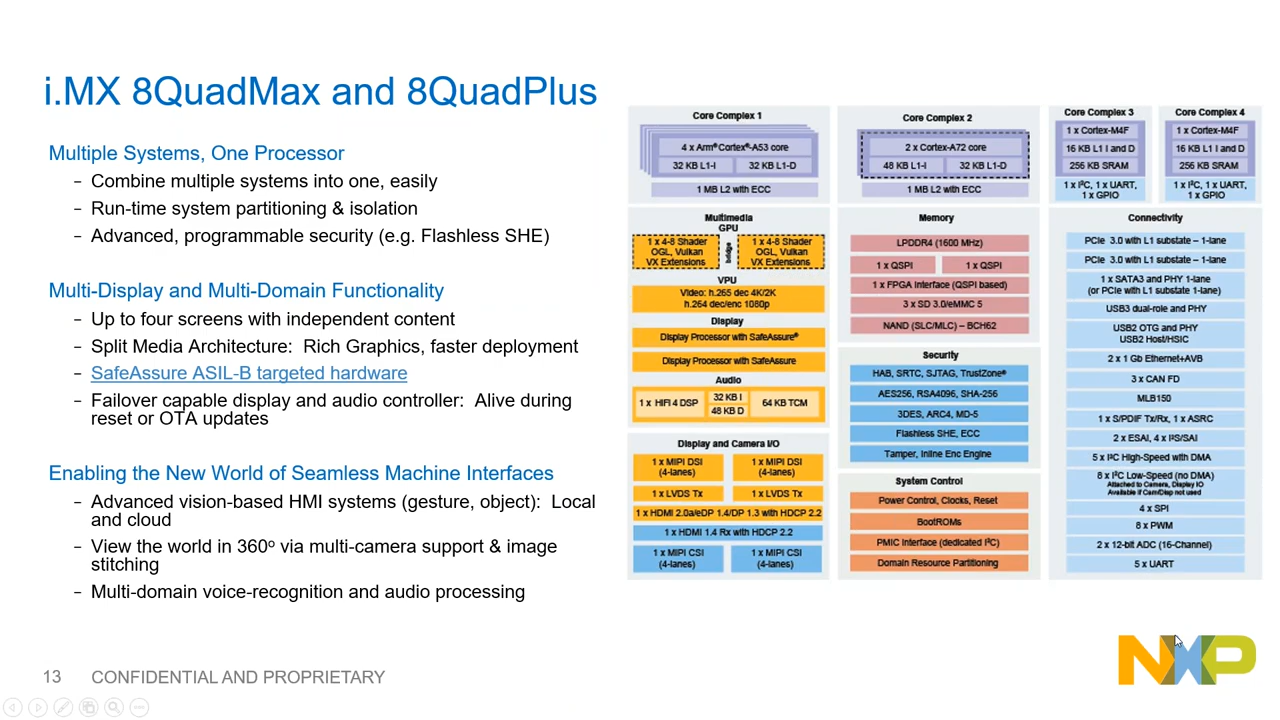 i.MX 8QuadMax and 8QuadPlus
Multiple Systems, One Processor
− Combine multiple systems into one, easily
− Run-time system partitioning & isolation
− Advanced, programmable security (e.g. Flashless SHE)
Multi-Display and Multi-Domain Functionality
− Up to four screens with independent content
− Split Media Architecture: Rich Graphics, faster deployment
− SafeAssure ASIL-B targeted hardware
− Failover capable display and audio controller: Alive during
reset or OTA updates
Enabling the New World of Seamless Machine Interfaces
− Advanced vision-based HMI systems (gesture, object): Local
and cloud
− View the world in 360º via multi-camera support & image
stitching
− Multi-domain voice-recognition and audio processing
Core Complex 1
4 x Arm® Cortex®-A53 core
32 KB L1-I
32 KB L1-D
1 MB L2 with ECC
Core Complex 2
2 x Cortex-A72 core
48 KB L1-I
32 KB L1-D
1 MB L2 with ECC
Core Complex 3
1 x Cortex-M4F
16 KB L1 I and D
256 KB SRAM
1 x I²C, 1 x UART,
1 x GPIO
Core Complex 4
1 x Cortex-M4F
16 KB L1 I and D
256 KB SRAM
1 x I²C, 1 x UART,
1 x GPIO
Multimedia
GPU
1 x 4-8 Shader
OGL, Vulkan
VX Extensions
bridge
1 x 4-8 Shader
OGL, Vulkan
VX Extensions
VPU
Video: h.265 dec 4K/2K
h.264 dec/enc 1080p
Display
Display Processor with SafeAssure®
Display Processor with SafeAssure
Audio
1 x HIFI 4 DSP
32 KB I
48 KB D
64 KB TCM
Display and Camera I/O
1 x MIPI DSI
(4-lanes)
1 x MIPI DSI
(4-lanes)
1 x LVDS Tx
1 x LVDS Tx
1 x HDMI 2.0a/eDP 1.4/DP 1.3 with HDCP 2.2
1 x HDMI 1.4 Rx with HDCP 2.2
1 x MIPI CSI
(4-lanes)
1 x MIPI CSI
(4-lanes)
Memory
LPDDR4 (1600 MHz)
1 x QSPI
1 x QSPI
1 x FPGA Interface (QSPI based)
3 x SD 3.0/eMMC 5
NAND (SLC/MLC) – BCH62
Security
HAB, SRTC, SJTAG, TrustZone®
AES256, RSA4096, SHA-256
3DES, ARC4, MD-5
Flashless SHE, ECC
Tamper, Inline Enc Engine
System Control
Power Control, Clocks, Reset
BootROMs
PMIC Interface (dedicated I²C)
Domain Resource Partitioning
Connectivity
PCIe 3.0 with L1 substate – 1-lane
PCIe 3.0 with L1 substate – 1-lane
1 x SATA3 and PHY 1-lane
(or PCIe with L1 substate 1-lane)
USB3 dual-role and PHY
USB2 OTG and PHY
USB2 Host/HSIC
2 x 1 Gb Ethernet+AVB
3 x CAN FD
MLB150
1 x S/PDIF Tx/Rx, 1 x ASRC
2 x ESAI, 4 x I²S/SAI
5 x I²C High-Speed with DMA
8 x I²C Low-Speed (no DMA)
Attached to Camera, Display IO
Available if Cam/Disp not used
4 x SPI
8 x PWM
2 x 12-bit ADC (16-Channel)
5 x UART
NXP
13 CONFIDENTIAL AND PROPRIETARY